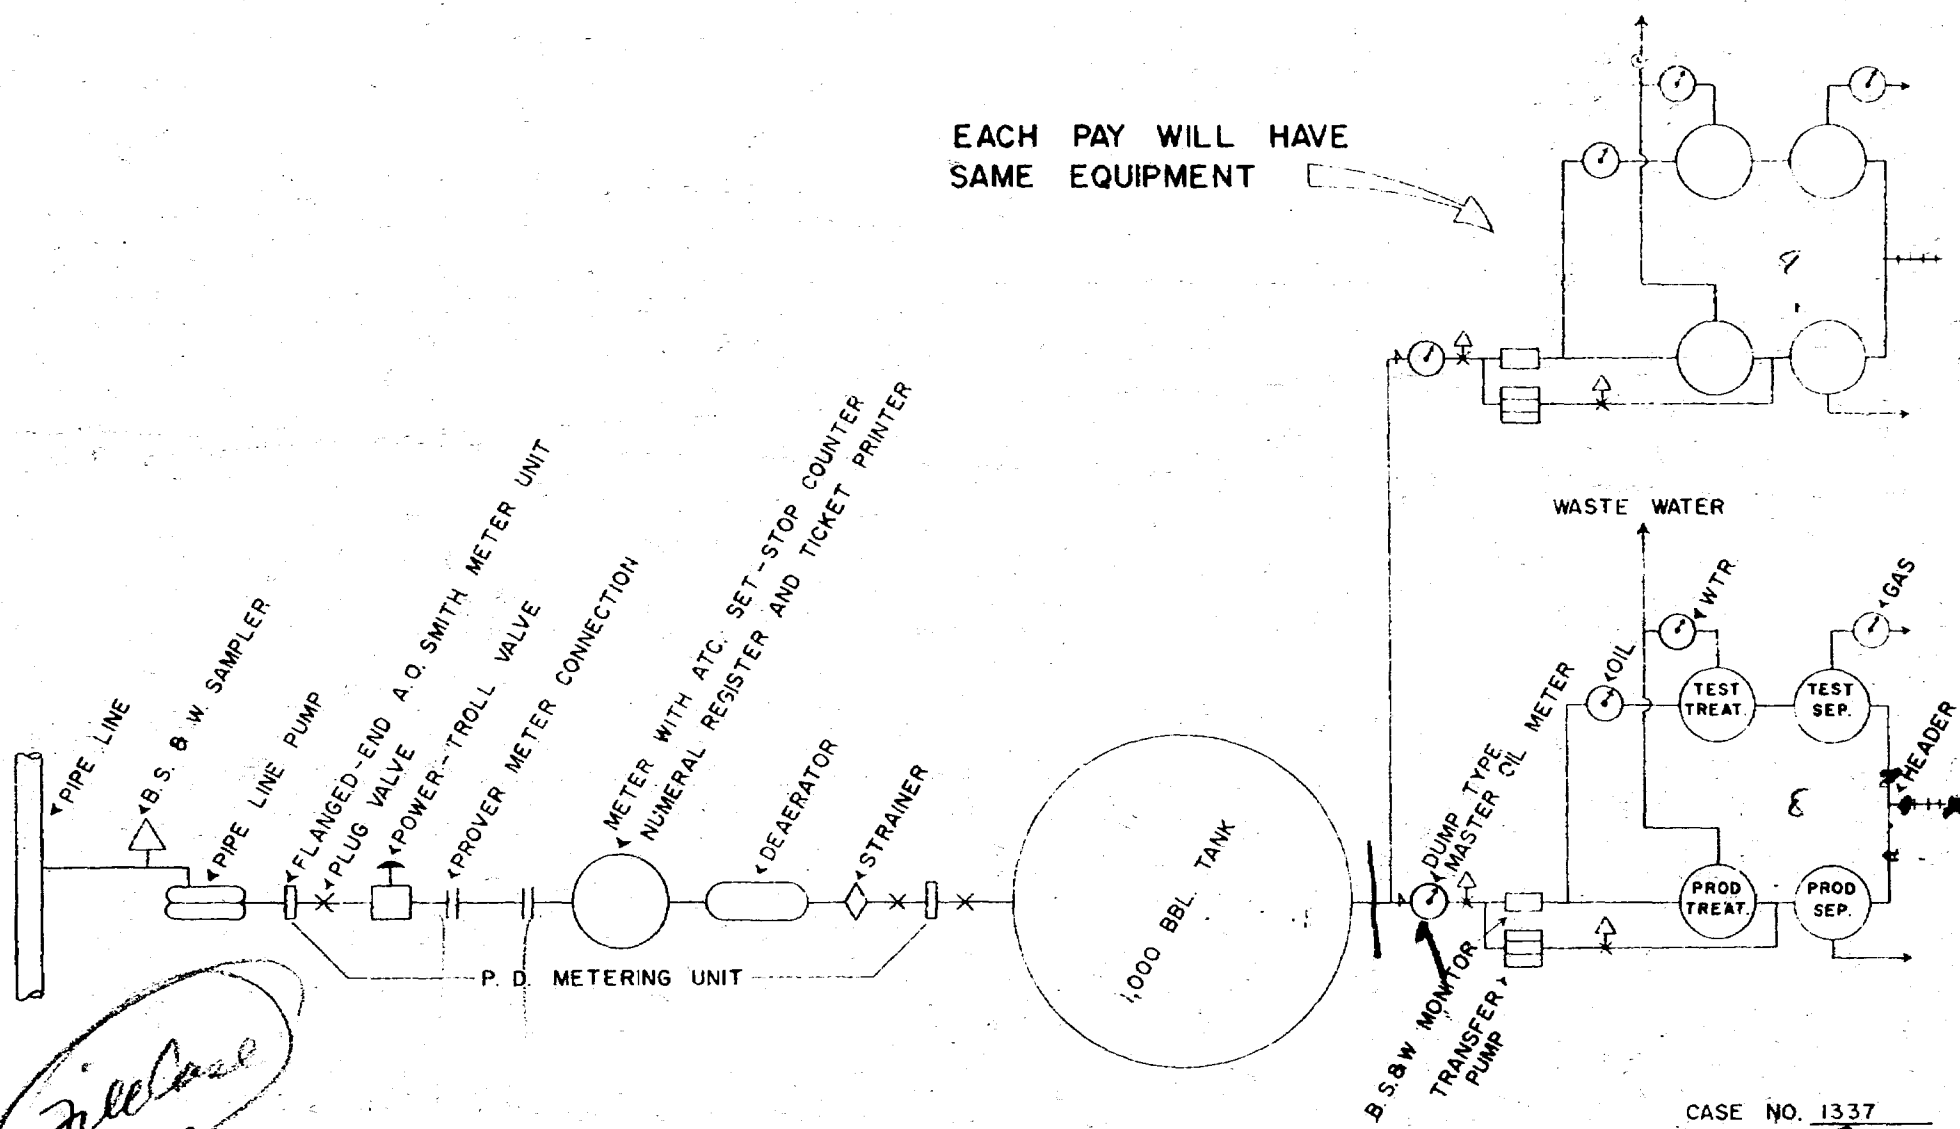 EACH PAY WILL HAVE
SAME EQUIPMENT
WASTE WATER
WTR
GAS
OIL
TEST
TREAT.
TEST
SEP.
HEADER
PROD
TREAT.
PROD
SEP.
PIPE LINE
B. S. & W. SAMPLER
PIPE LINE PUMP
FLANGED-END A.O. SMITH METER UNIT
PLUG VALVE
POWER-TROLL VALVE
PROVER METER CONNECTION
METER WITH ATC. SET-STOP COUNTER
NUMERAL REGISTER AND TICKET PRINTER
DEAERATOR
STRAINER
P. D. METERING UNIT
1,000 BBL. TANK
DUMP TYPE
MASTER OIL METER
B.S.&W MONITOR
TRANSFER
PUMP
8
CASE NO. 1337